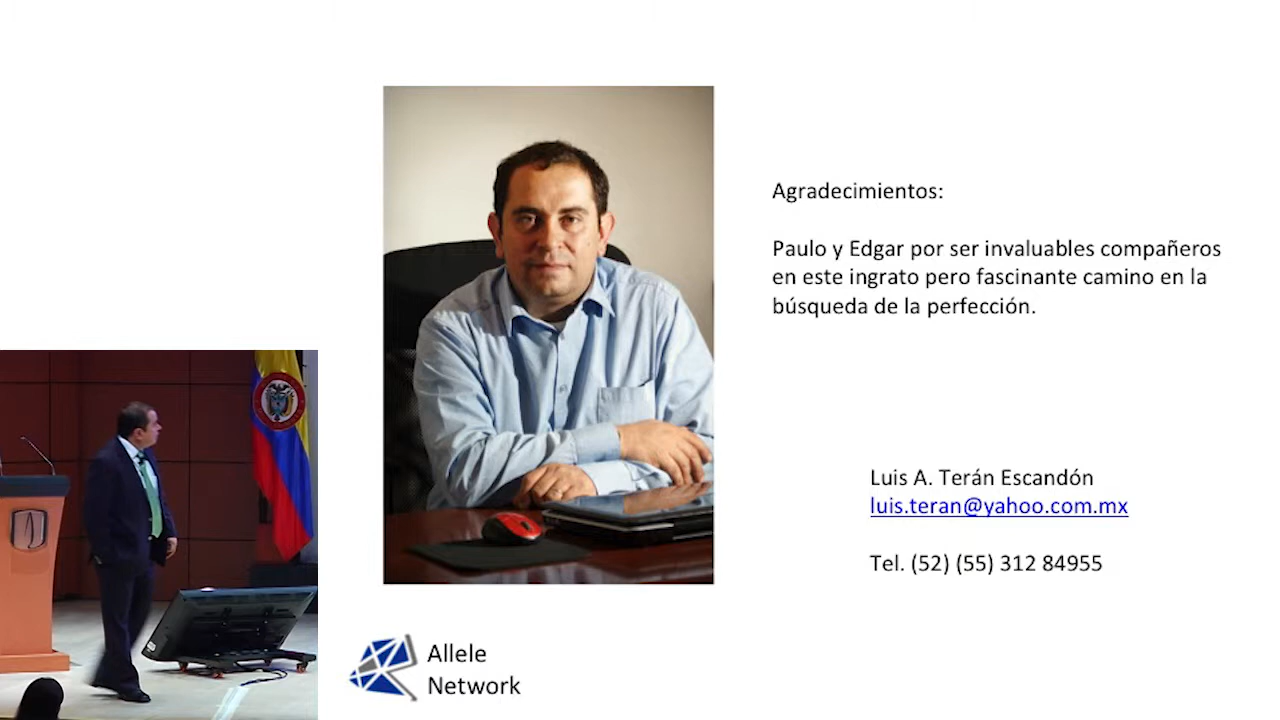 Agradecimientos:
Paulo y Edgar por ser invaluables compañeros
en este ingrato pero fascinante camino en la
búsqueda de la perfección.
Luis A. Terán Escandón
luis.teran@yahoo.com.mx
Tel. (52) (55) 312 84955
Allele
Network